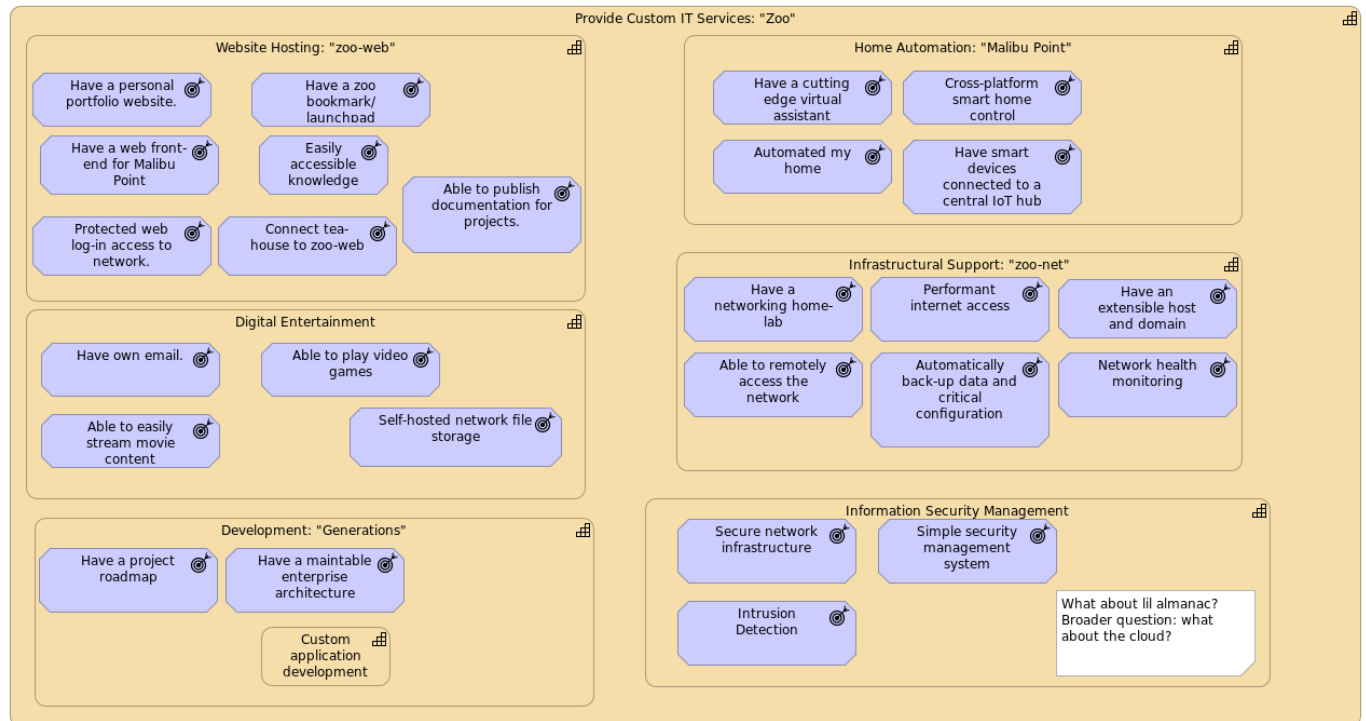 Provide Custom IT Services: "Zoo"
Website Hosting: "zoo-web"
Have a personal
portfolio website.
Have a zoo
bookmark/
launchpad
Have a web front-
end for Malibu
Point
Easily
accessible
knowledge
Able to publish
documentation for
projects.
Protected web
log-in access to
network.
Connect tea-
house to zoo-web
Home Automation: "Malibu Point"
Have a cutting
edge virtual
assistant
Cross-platform
smart home
control
Automated my
home
Have smart
devices
connected to a
central IoT hub
Infrastructural Support: "zoo-net"
Have a
networking home-
lab
Performant
internet access
Have an
extensible host
and domain
Able to remotely
access the
network
Automatically
back-up data and
critical
configuration
Network health
monitoring
Digital Entertainment
Have own email.
Able to play video
games
Able to easily
stream movie
content
Self-hosted network file
storage
Development: "Generations"
Have a project
roadmap
Have a maintable
enterprise
architecture
Custom
application
development
Information Security Management
Secure network
infrastructure
Simple security
management
system
Intrusion
Detection
What about lil almanac?
Broader question: what
about the cloud?